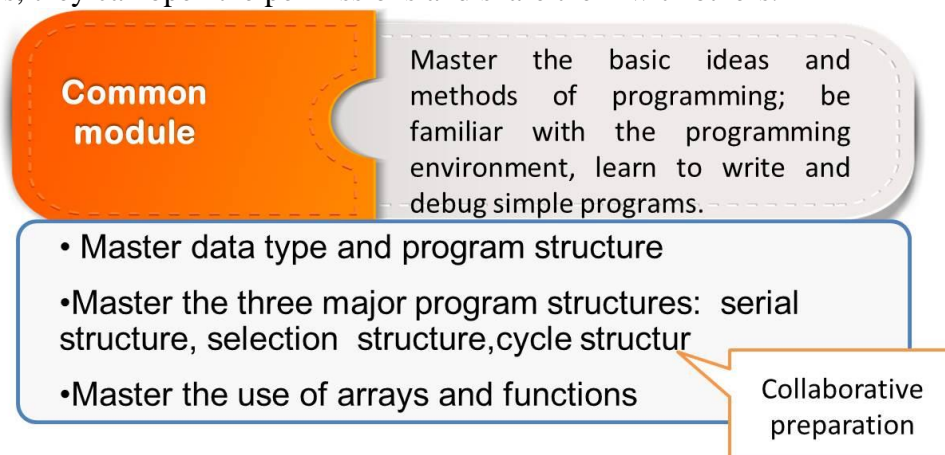 Common
module
Master the basic ideas and
methods of programming; be
familiar with the programming
environment, learn to write and
debug simple programs.
• Master data type and program structure
•Master the three major program structures: serial
structure, selection structure,cycle structur
•Master the use of arrays and functions
Collaborative
preparation